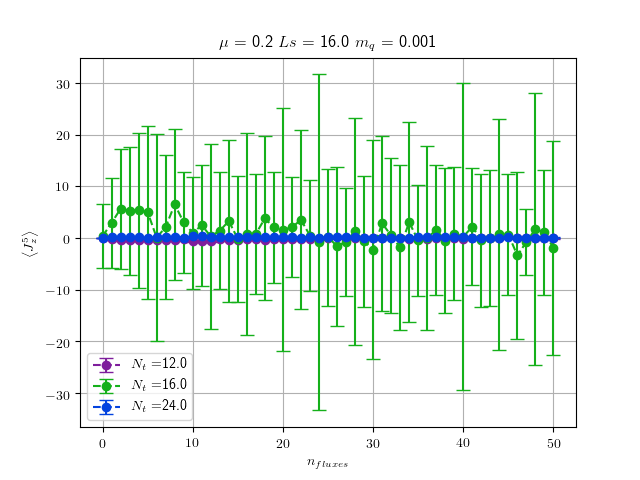 μ = 0.2 Ls = 16.0 m_q = 0.001
⟨J_z^5⟩
30
20
10
0
−10
−20
−30
N_t =12.0
N_t =16.0
N_t =24.0
0 10 20 30 40 50
n_fluxes